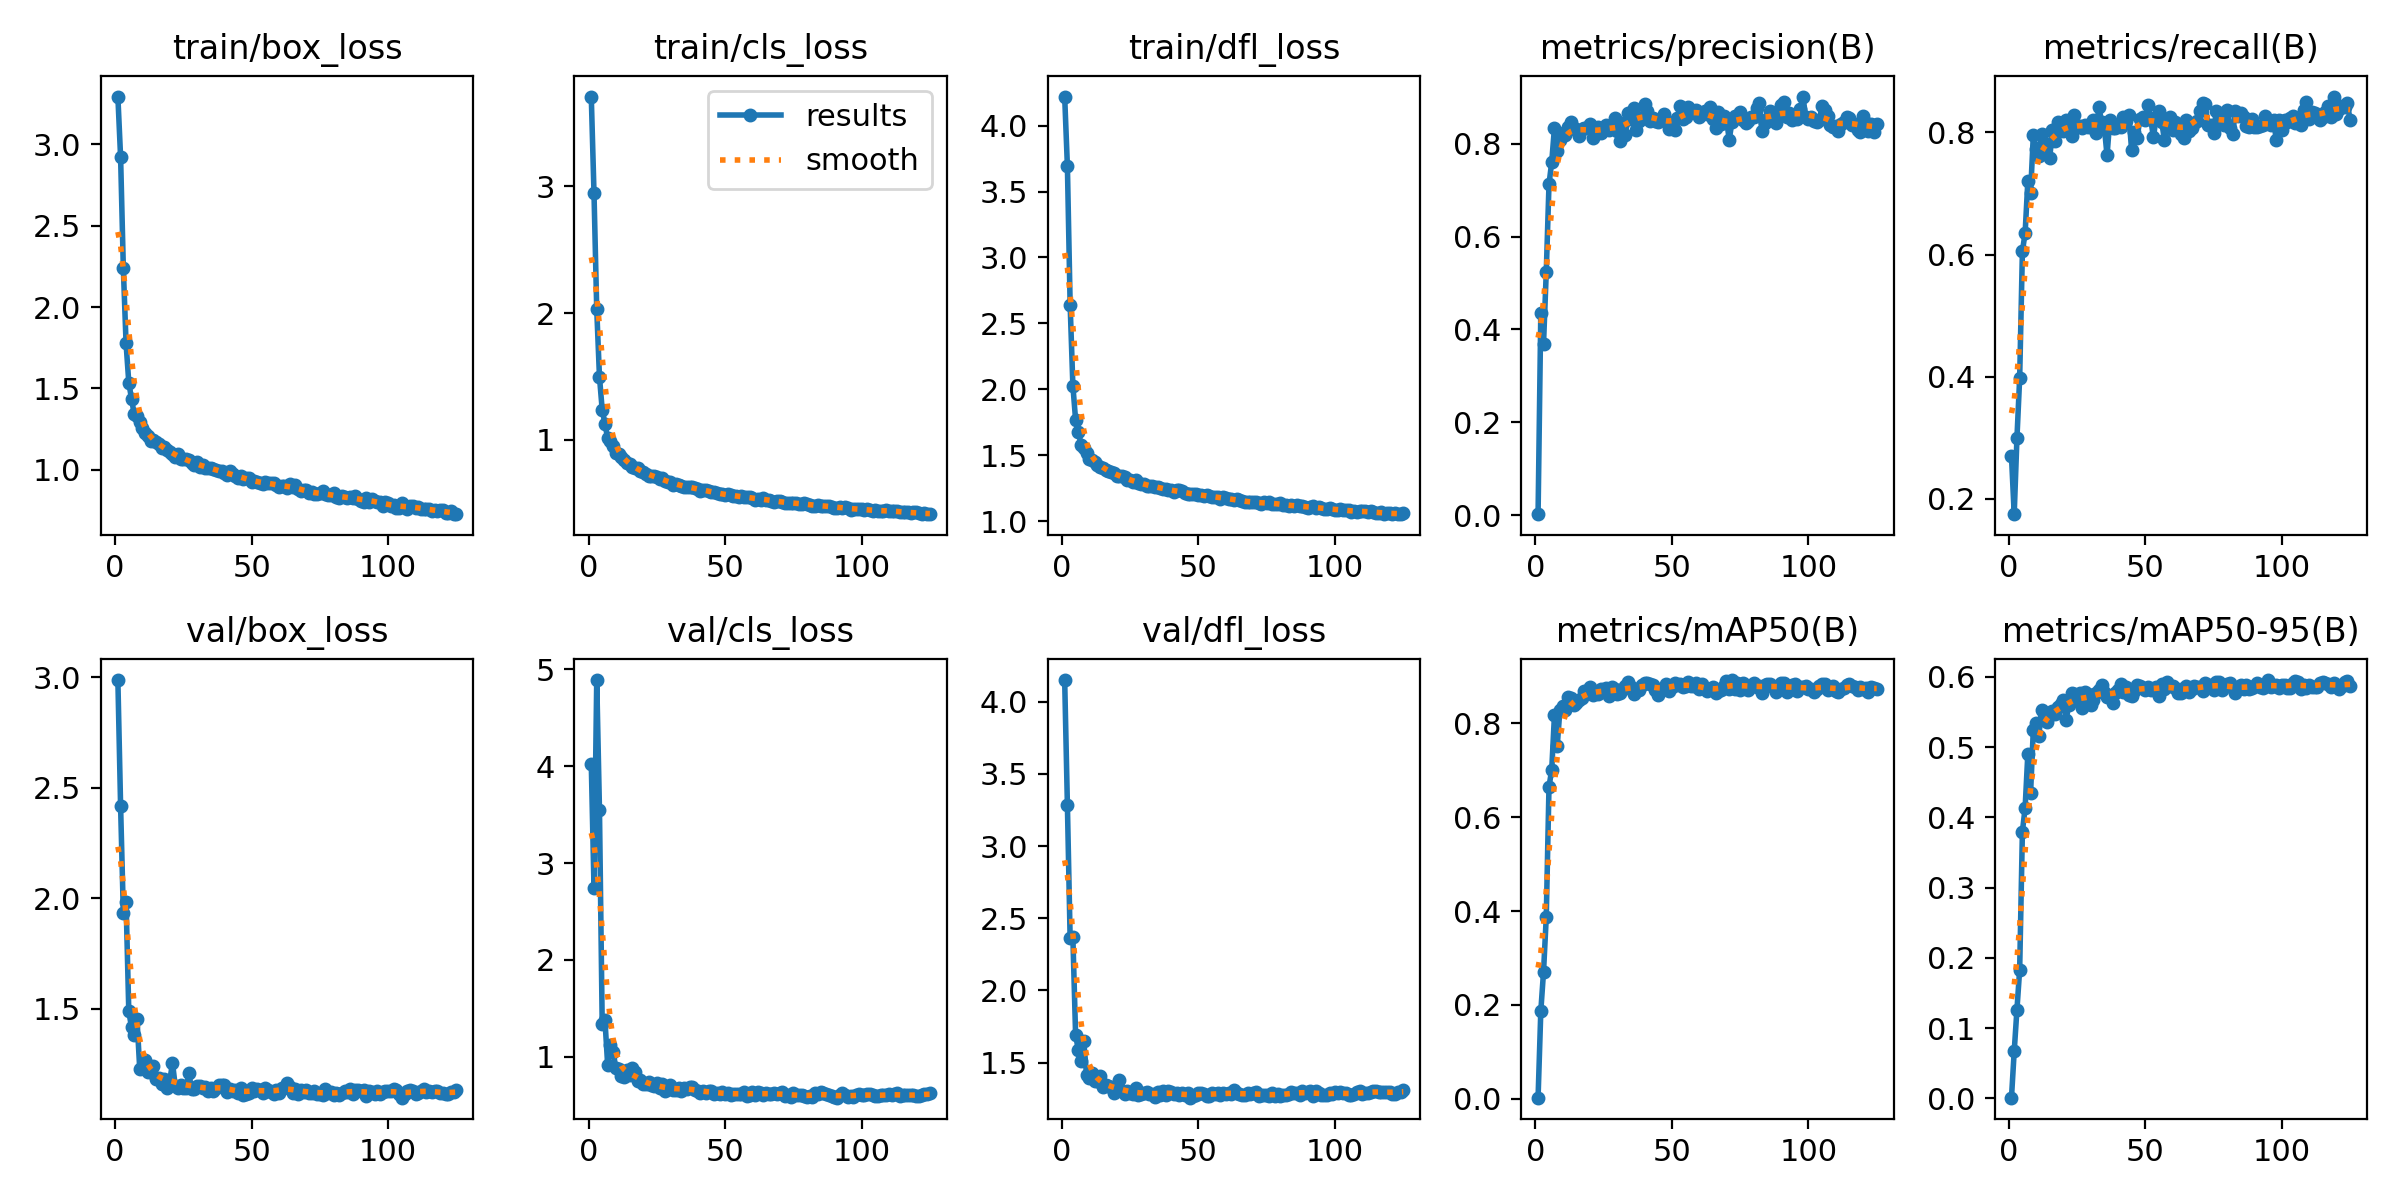 train/box_loss
3.0
2.5
2.0
1.5
1.0
0 50 100
train/cls_loss
results
smooth
3
2
1
0 50 100
train/dfl_loss
4.0
3.5
3.0
2.5
2.0
1.5
1.0
0 50 100
metrics/precision(B)
0.8
0.6
0.4
0.2
0.0
0 50 100
metrics/recall(B)
0.8
0.6
0.4
0.2
0 50 100
val/box_loss
3.0
2.5
2.0
1.5
0 50 100
val/cls_loss
5
4
3
2
1
0 50 100
val/dfl_loss
4.0
3.5
3.0
2.5
2.0
1.5
0 50 100
metrics/mAP50(B)
0.8
0.6
0.4
0.2
0.0
0 50 100
metrics/mAP50-95(B)
0.6
0.5
0.4
0.3
0.2
0.1
0.0
0 50 100